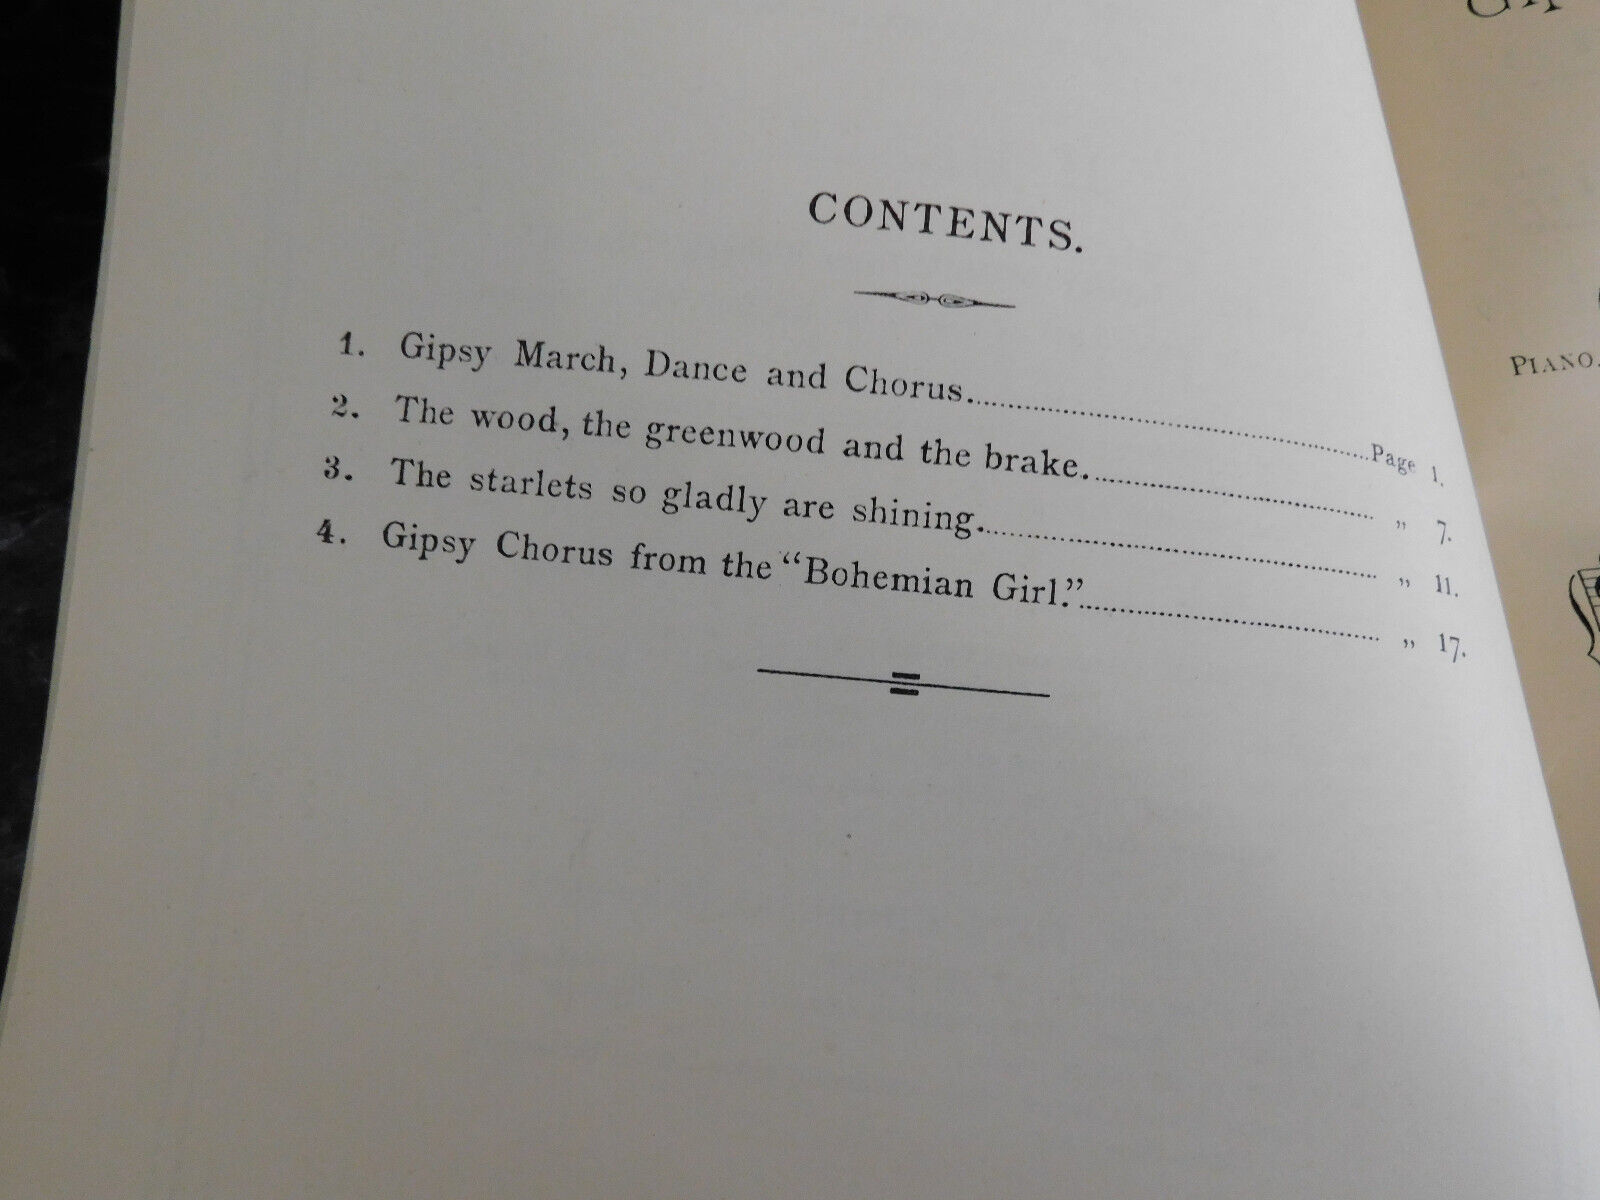 CONTENTS.
1. Gipsy March, Dance and Chorus.......Page 1.
2. The wood, the greenwood and the brake.......„ 7.
3. The starlets so gladly are shining.......„ 11.
4. Gipsy Chorus from the "Bohemian Girl.".......„ 17.
PIANO.